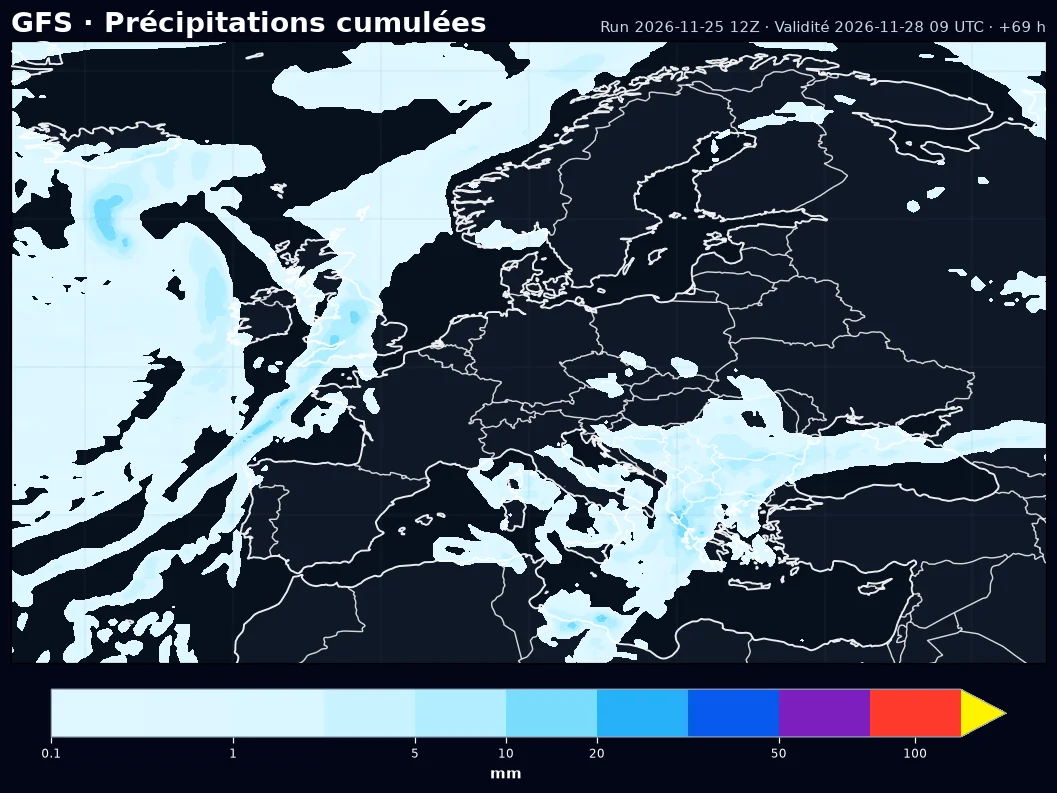 GFS · Précipitations cumulées
Run 2026-11-25 12Z · Validité 2026-11-28 09 UTC · +69 h
0.1 1 5 10 20 50 100
mm